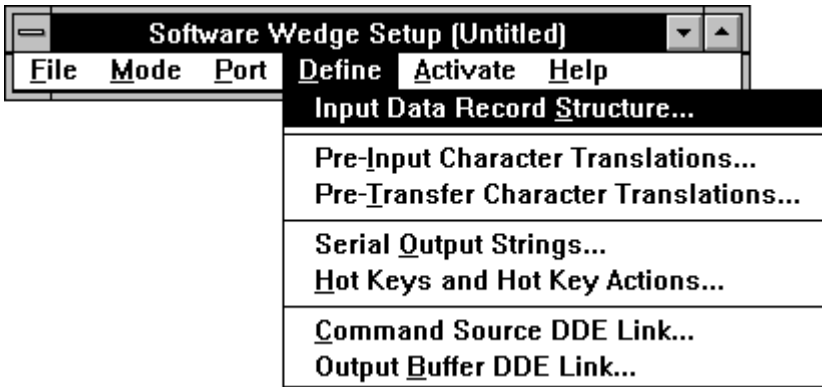 Software Wedge Setup (Untitled)
File Mode Port Define Activate Help
Input Data Record Structure...
Pre-Input Character Translations...
Pre-Transfer Character Translations...
Serial Output Strings...
Hot Keys and Hot Key Actions...
Command Source DDE Link...
Output Buffer DDE Link...